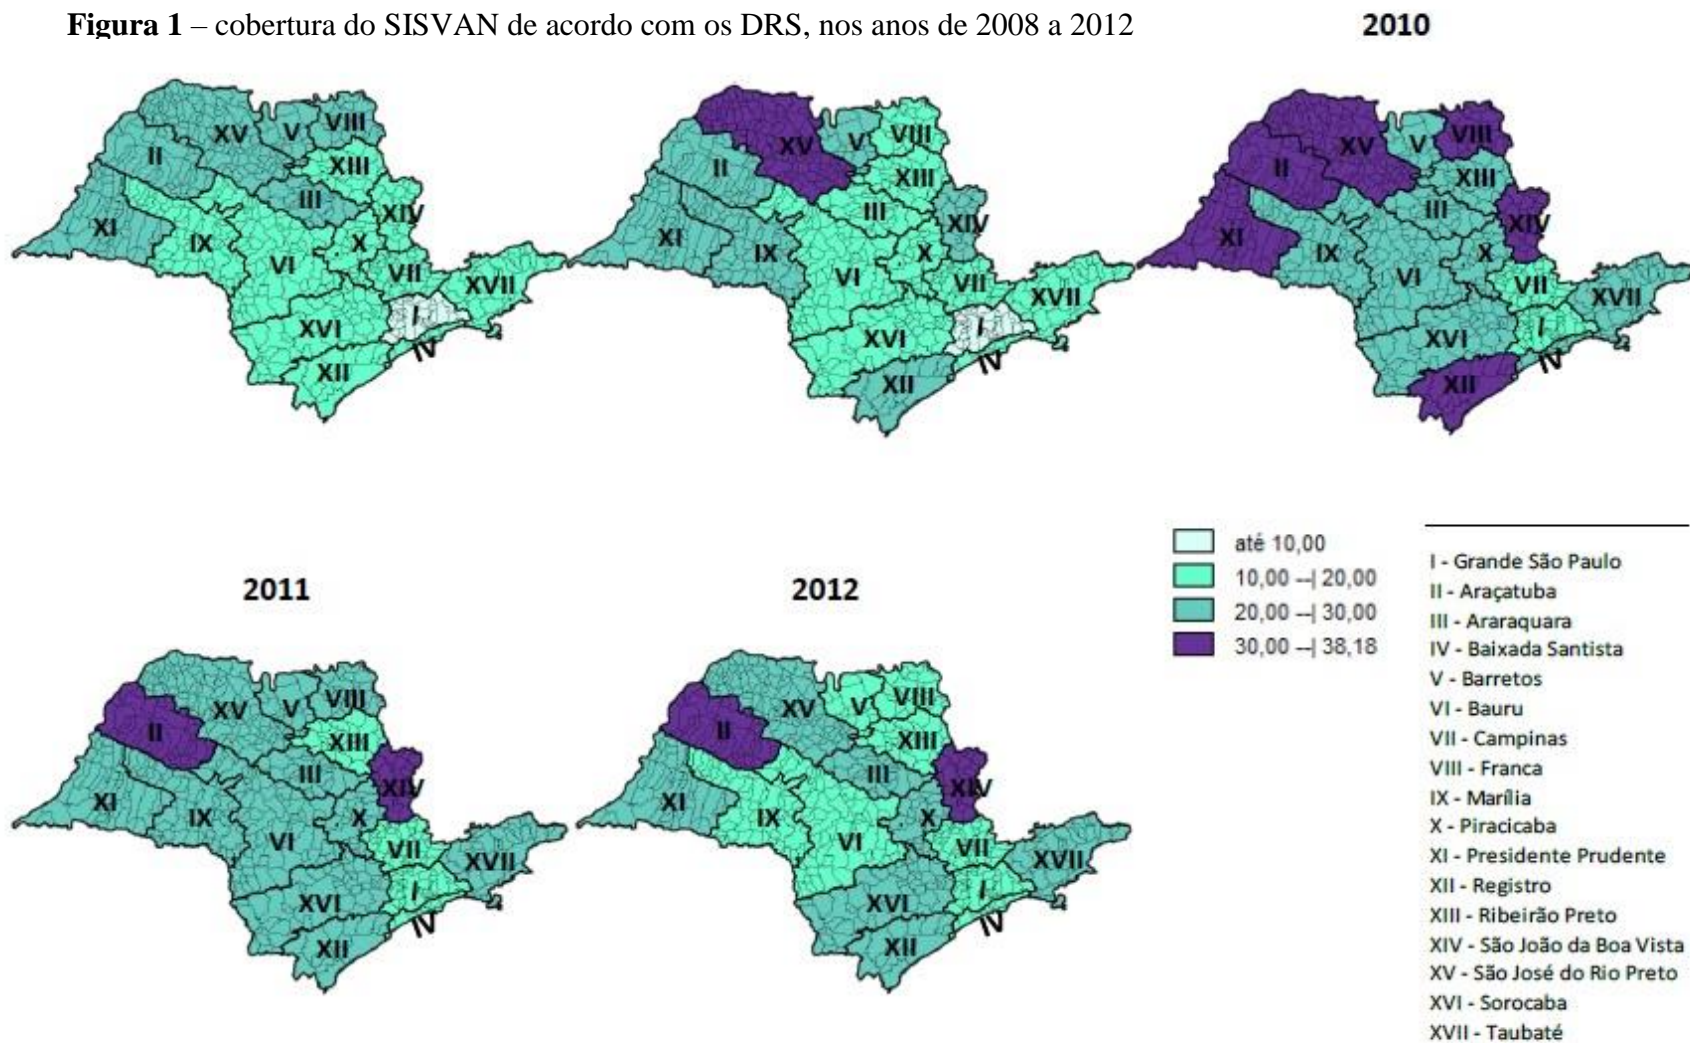 Figura 1 – cobertura do SISVAN de acordo com os DRS, nos anos de 2008 a 2012
2010
XV
V
VIII
II
XIII
III
XIV
XI
IX
X
VI
VII
XVII
I
XVI
IV
XII
XV
V
VIII
II
XIII
III
XIV
XI
IX
X
VI
VII
XVII
I
XVI
IV
XII
XV
V
VIII
II
XIII
III
XIV
XI
IX
X
VI
VII
XVII
I
XVI
IV
XII
2011
2012
XV
V
VIII
II
XIII
III
XIV
XI
IX
X
VI
VII
XVII
I
XVI
IV
XII
XV
V
VIII
II
XIII
III
XIV
XI
IX
X
VI
VII
XVII
I
XVI
IV
XII
até 10,00
10,00 --| 20,00
20,00 --| 30,00
30,00 --| 38,18
I - Grande São Paulo
II - Araçatuba
III - Araraquara
IV - Baixada Santista
V - Barretos
VI - Bauru
VII - Campinas
VIII - Franca
IX - Marília
X - Piracicaba
XI - Presidente Prudente
XII - Registro
XIII - Ribeirão Preto
XIV - São João da Boa Vista
XV - São José do Rio Preto
XVI - Sorocaba
XVII - Taubaté